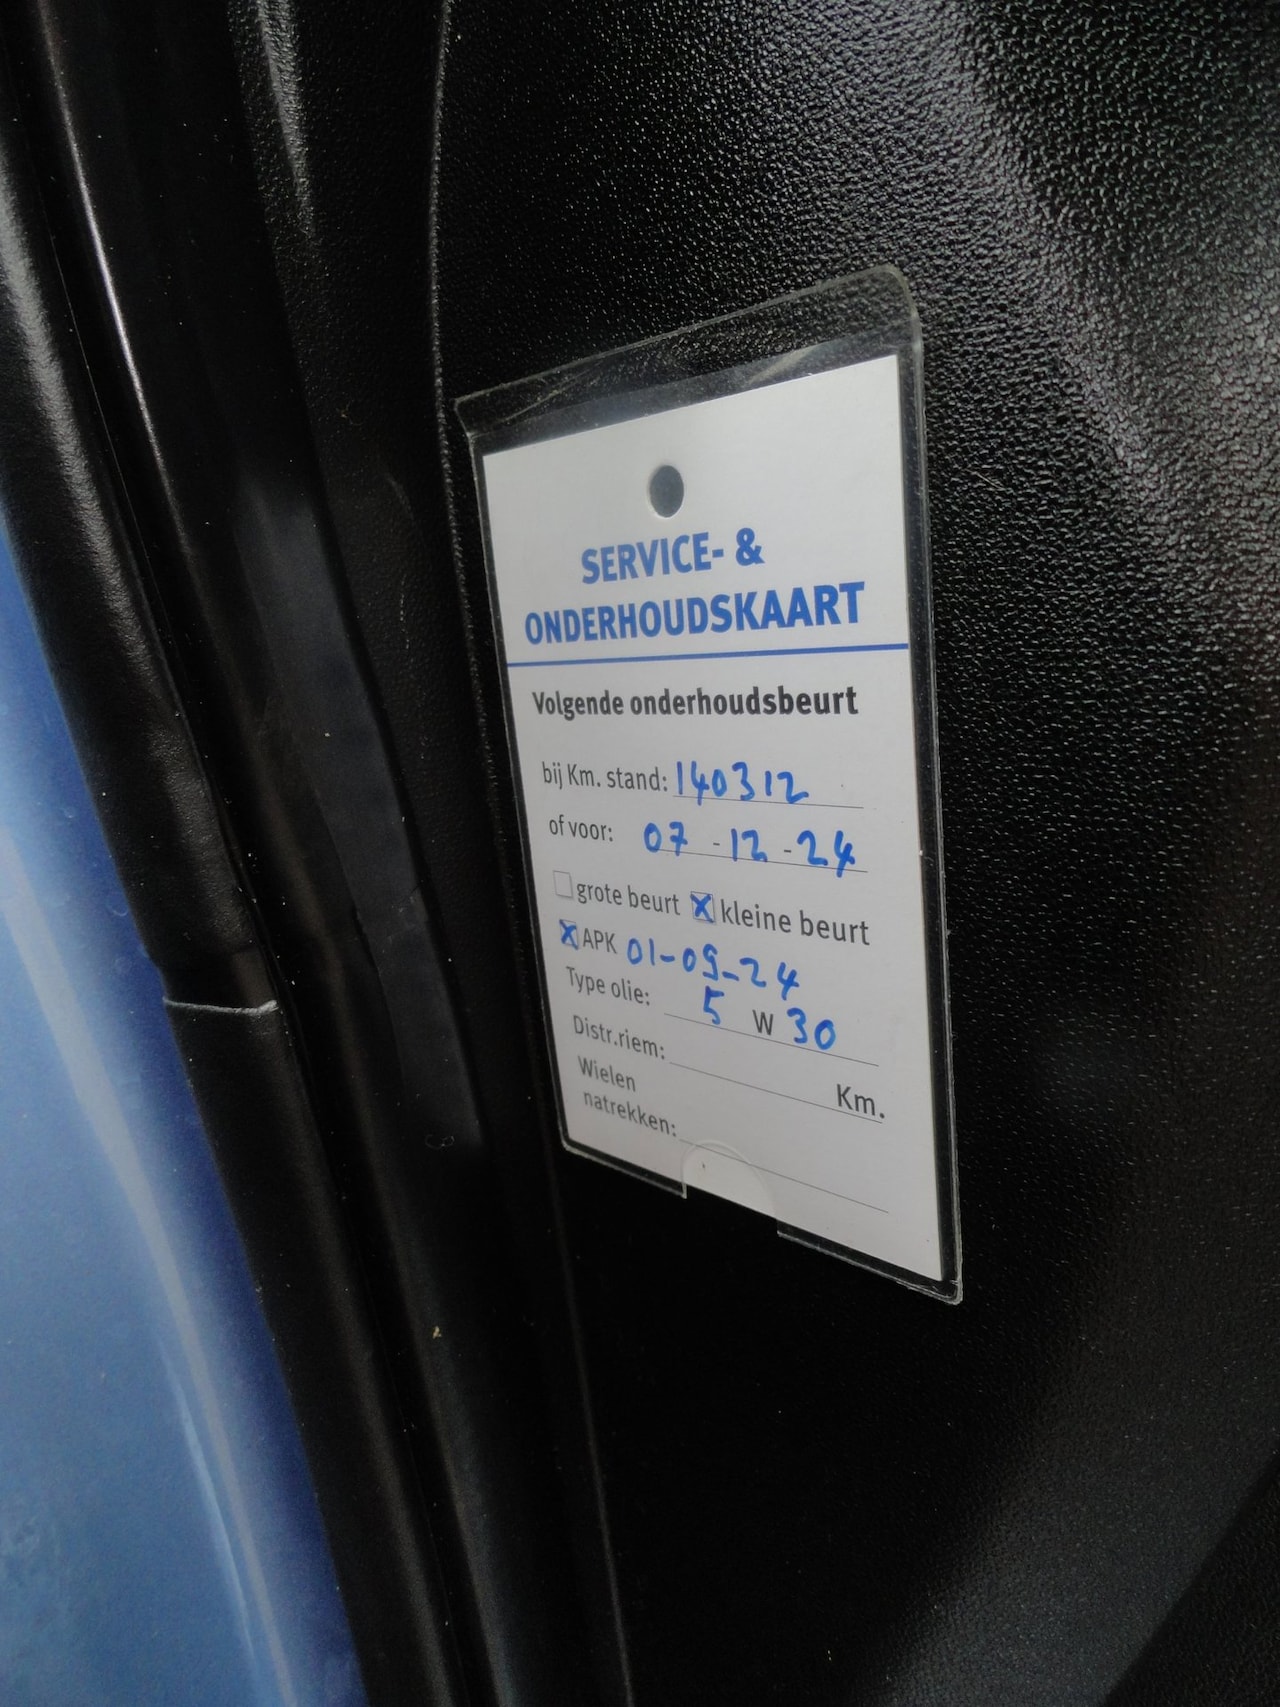 SERVICE- &
ONDERHOUDSKAART
Volgende onderhoudsbeurt
bij Km. stand: 140312
of voor: 07 - 12 - 24
grote beurt kleine beurt
APK 01-09-24
Type olie: 5 W 30
Distr.riem: Km.
Wielen
natrekken: